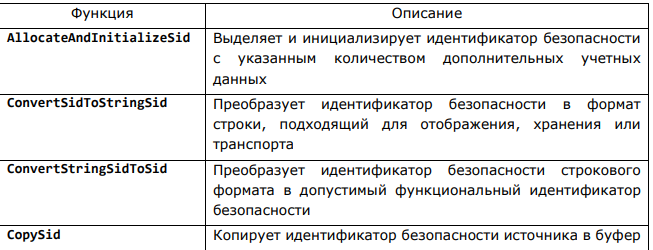 Функция Описание
AllocateAndInitializeSid Выделяет и инициализирует идентификатор безопасности
с указанным количеством дополнительных учетных
данных
ConvertSidToStringSid Преобразует идентификатор безопасности в формат
строки, подходящий для отображения, хранения или
транспорта
ConvertStringSidToSid Преобразует идентификатор безопасности строкового
формата в допустимый функциональный идентификатор
безопасности
CopySid Копирует идентификатор безопасности источника в буфер